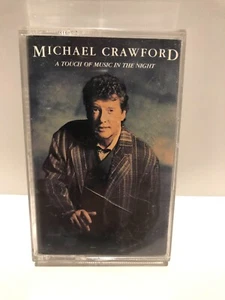 MICHAEL CRAWFORD
A TOUCH OF MUSIC IN THE NIGHT